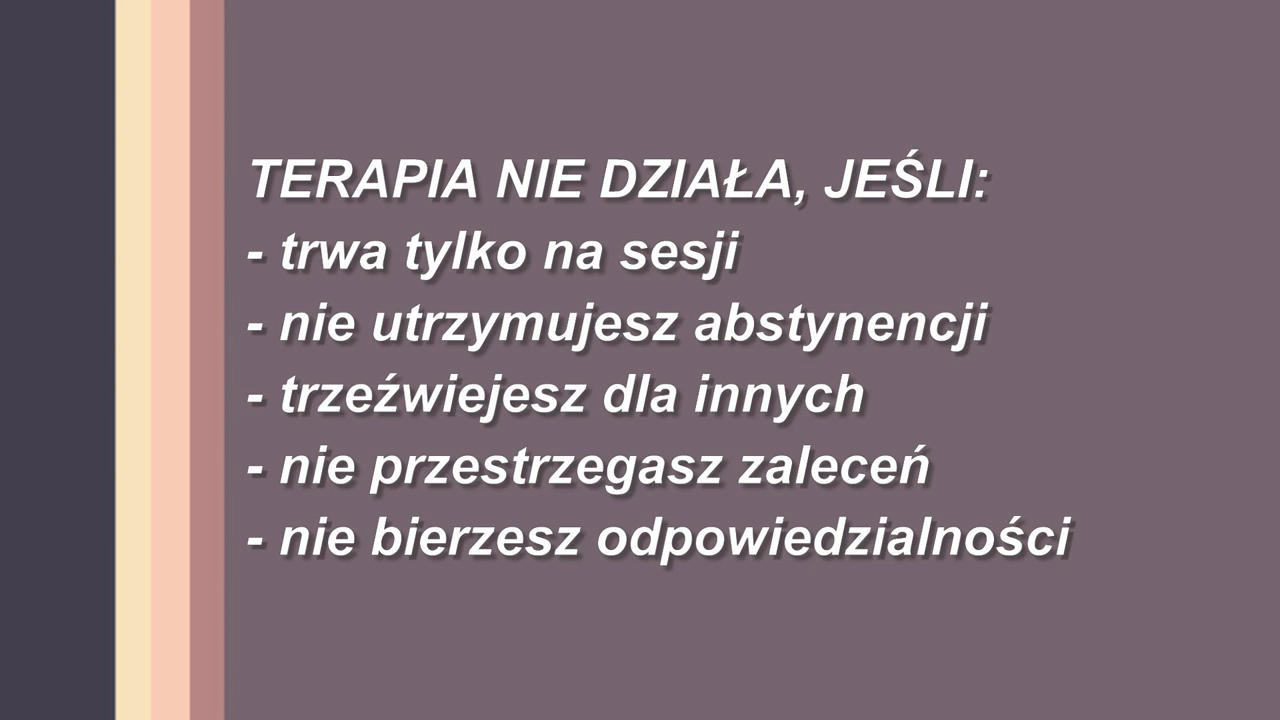 TERAPIA NIE DZIAŁA, JEŚLI:
- trwa tylko na sesji
- nie utrzymujesz abstynencji
- trzeźwiejesz dla innych
- nie przestrzegasz zaleceń
- nie bierzesz odpowiedzialności